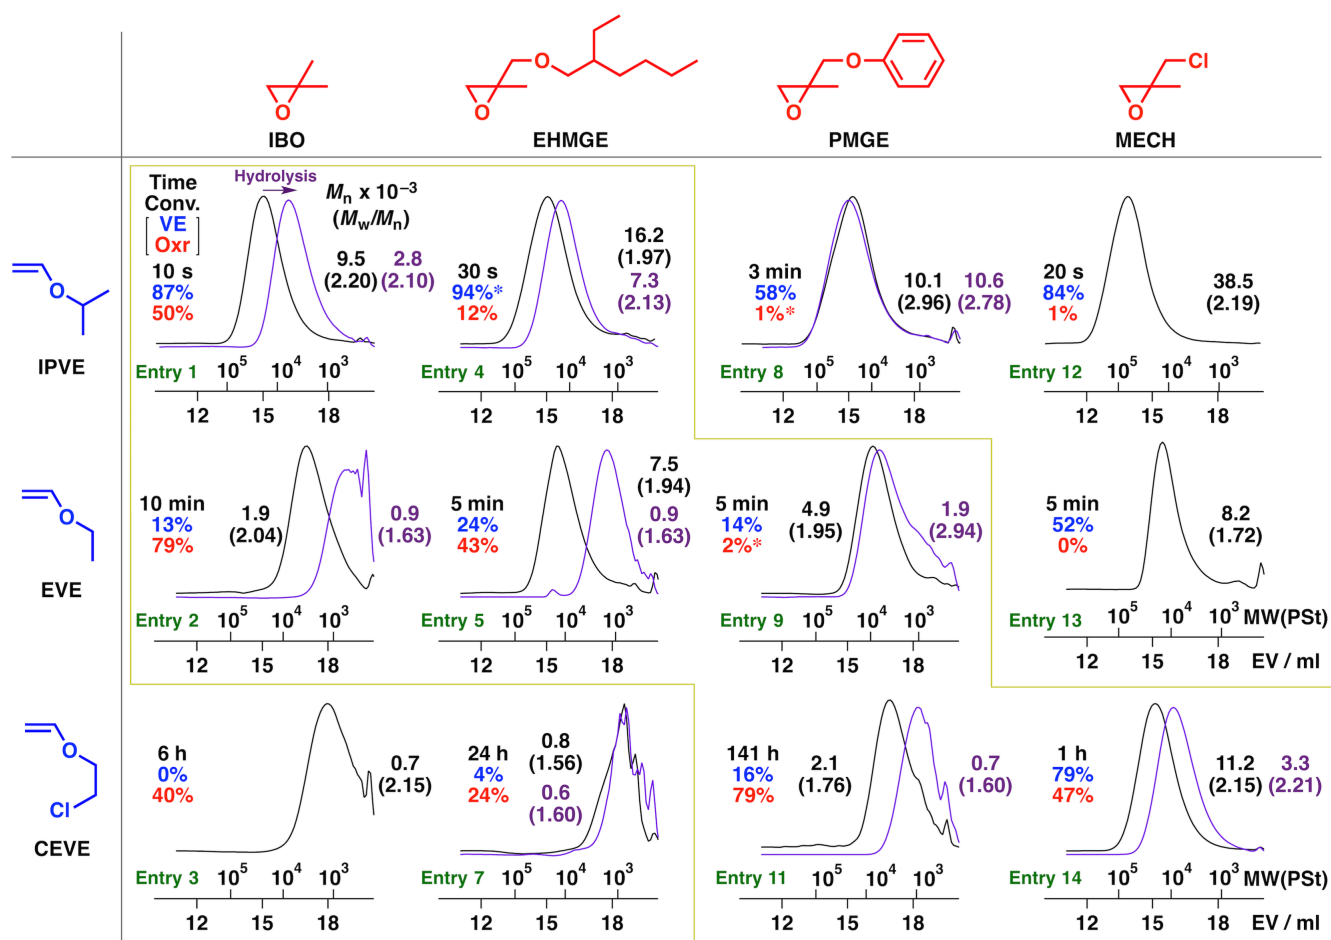 O
IBO
O
O
EHMGE
O
O
PMGE
Cl
O
MECH
O
IPVE
Time
Conv.
[VE
Oxr]
Hydrolysis
Mn x 10−3
(Mw/Mn)
10 s
87%
50%
9.5
(2.20)
2.8
(2.10)
Entry 1
105 104 103
12 15 18
30 s
94%*
12%
16.2
(1.97)
7.3
(2.13)
Entry 4
105 104 103
12 15 18
3 min
58%
1%*
10.1
(2.96)
10.6
(2.78)
Entry 8
105 104 103
12 15 18
20 s
84%
1%
38.5
(2.19)
Entry 12
105 104 103
12 15 18
O
EVE
10 min
13%
79%
1.9
(2.04)
0.9
(1.63)
Entry 2
105 104 103
12 15 18
5 min
24%
43%
7.5
(1.94)
0.9
(1.63)
Entry 5
105 104 103
12 15 18
5 min
14%
2%*
4.9
(1.95)
1.9
(2.94)
Entry 9
105 104 103
12 15 18
5 min
52%
0%
8.2
(1.72)
Entry 13
105 104 103 MW(PSt)
12 15 18 EV / ml
O
Cl
CEVE
6 h
0%
40%
0.7
(2.15)
Entry 3
105 104 103
12 15 18
24 h
4%
24%
0.8
(1.56)
0.6
(1.60)
Entry 7
105 104 103
12 15 18
141 h
16%
79%
2.1
(1.76)
0.7
(1.60)
Entry 11
105 104 103
12 15 18
1 h
79%
47%
11.2
(2.15)
3.3
(2.21)
Entry 14
105 104 103 MW(PSt)
12 15 18 EV / ml